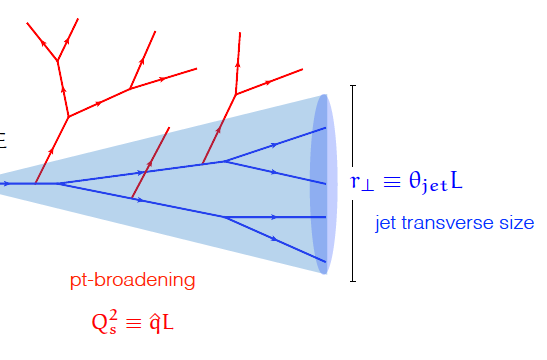 E
r⊥ ≡ θjet L
jet transverse size
pt-broadening
Q²s ≡ q̂L